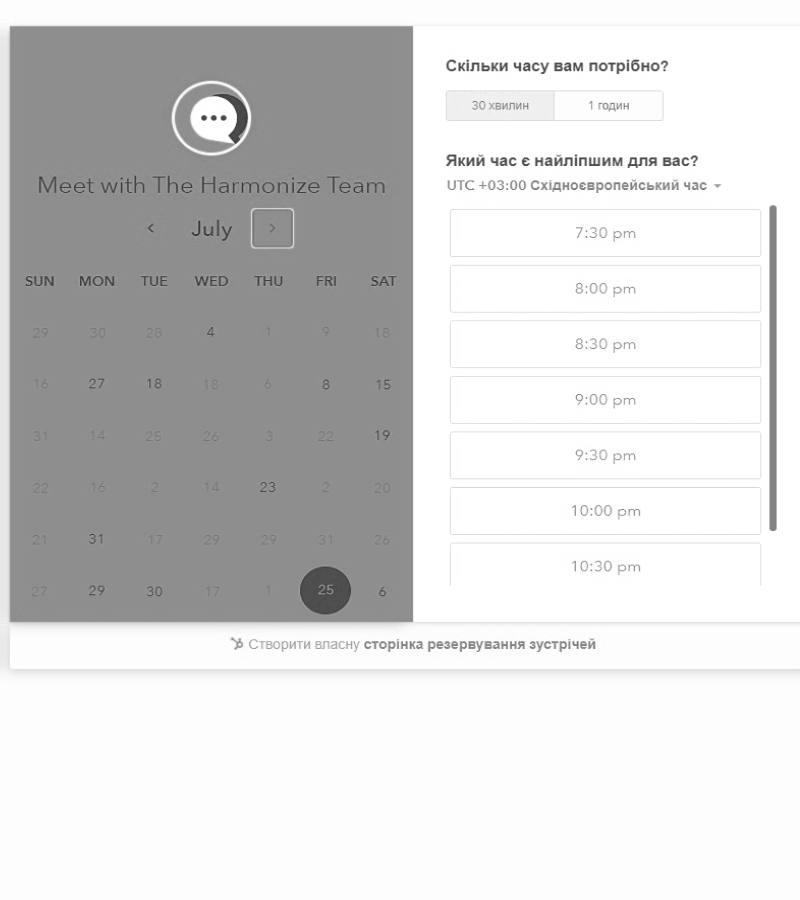 Meet with The Harmonize Team
July
SUN MON TUE WED THU FRI SAT
29 30 28 4 1 9 18
16 27 18 18 6 8 15
31 14 25 26 3 22 19
22 16 2 14 23 2 20
21 31 17 29 29 31 26
27 29 30 17 1 25 6
Скільки часу вам потрібно?
30 хвилин 1 годин
Який час є найліпшим для вас?
UTC +03:00 Східноєвропейський час
7:30 pm
8:00 pm
8:30 pm
9:00 pm
9:30 pm
10:00 pm
10:30 pm
Створити власну сторінка резервування зустрічей